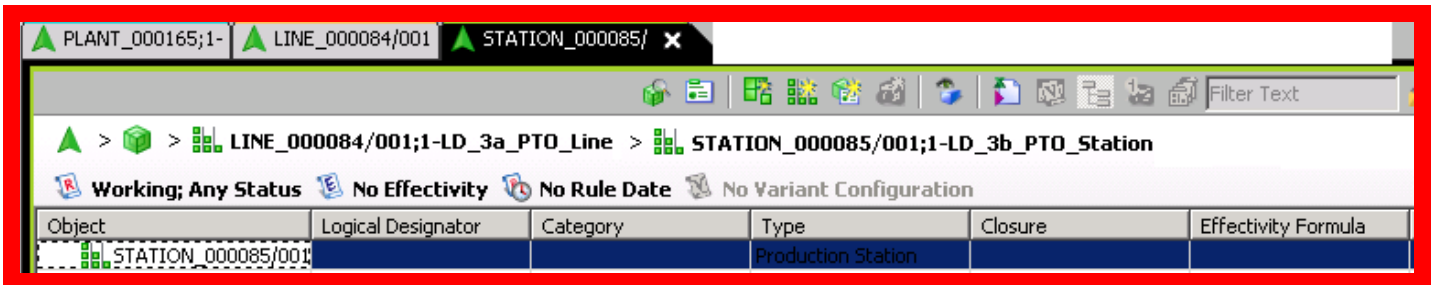 PLANT_000165;1- LINE_000084/001 STATION_000085/
Filter Text
> > LINE_000084/001;1-LD_3a_PTO_Line > STATION_000085/001;1-LD_3b_PTO_Station
Working; Any Status No Effectivity No Rule Date No Variant Configuration
Object Logical Designator Category Type Closure Effectivity Formula
STATION_000085/001 Production Station